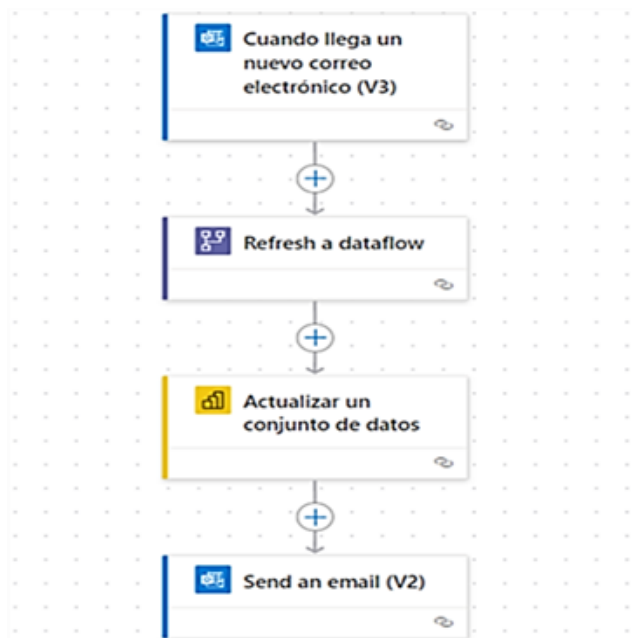 Cuando llega un
nuevo correo
electrónico (V3)
Refresh a dataflow
Actualizar un
conjunto de datos
Send an email (V2)